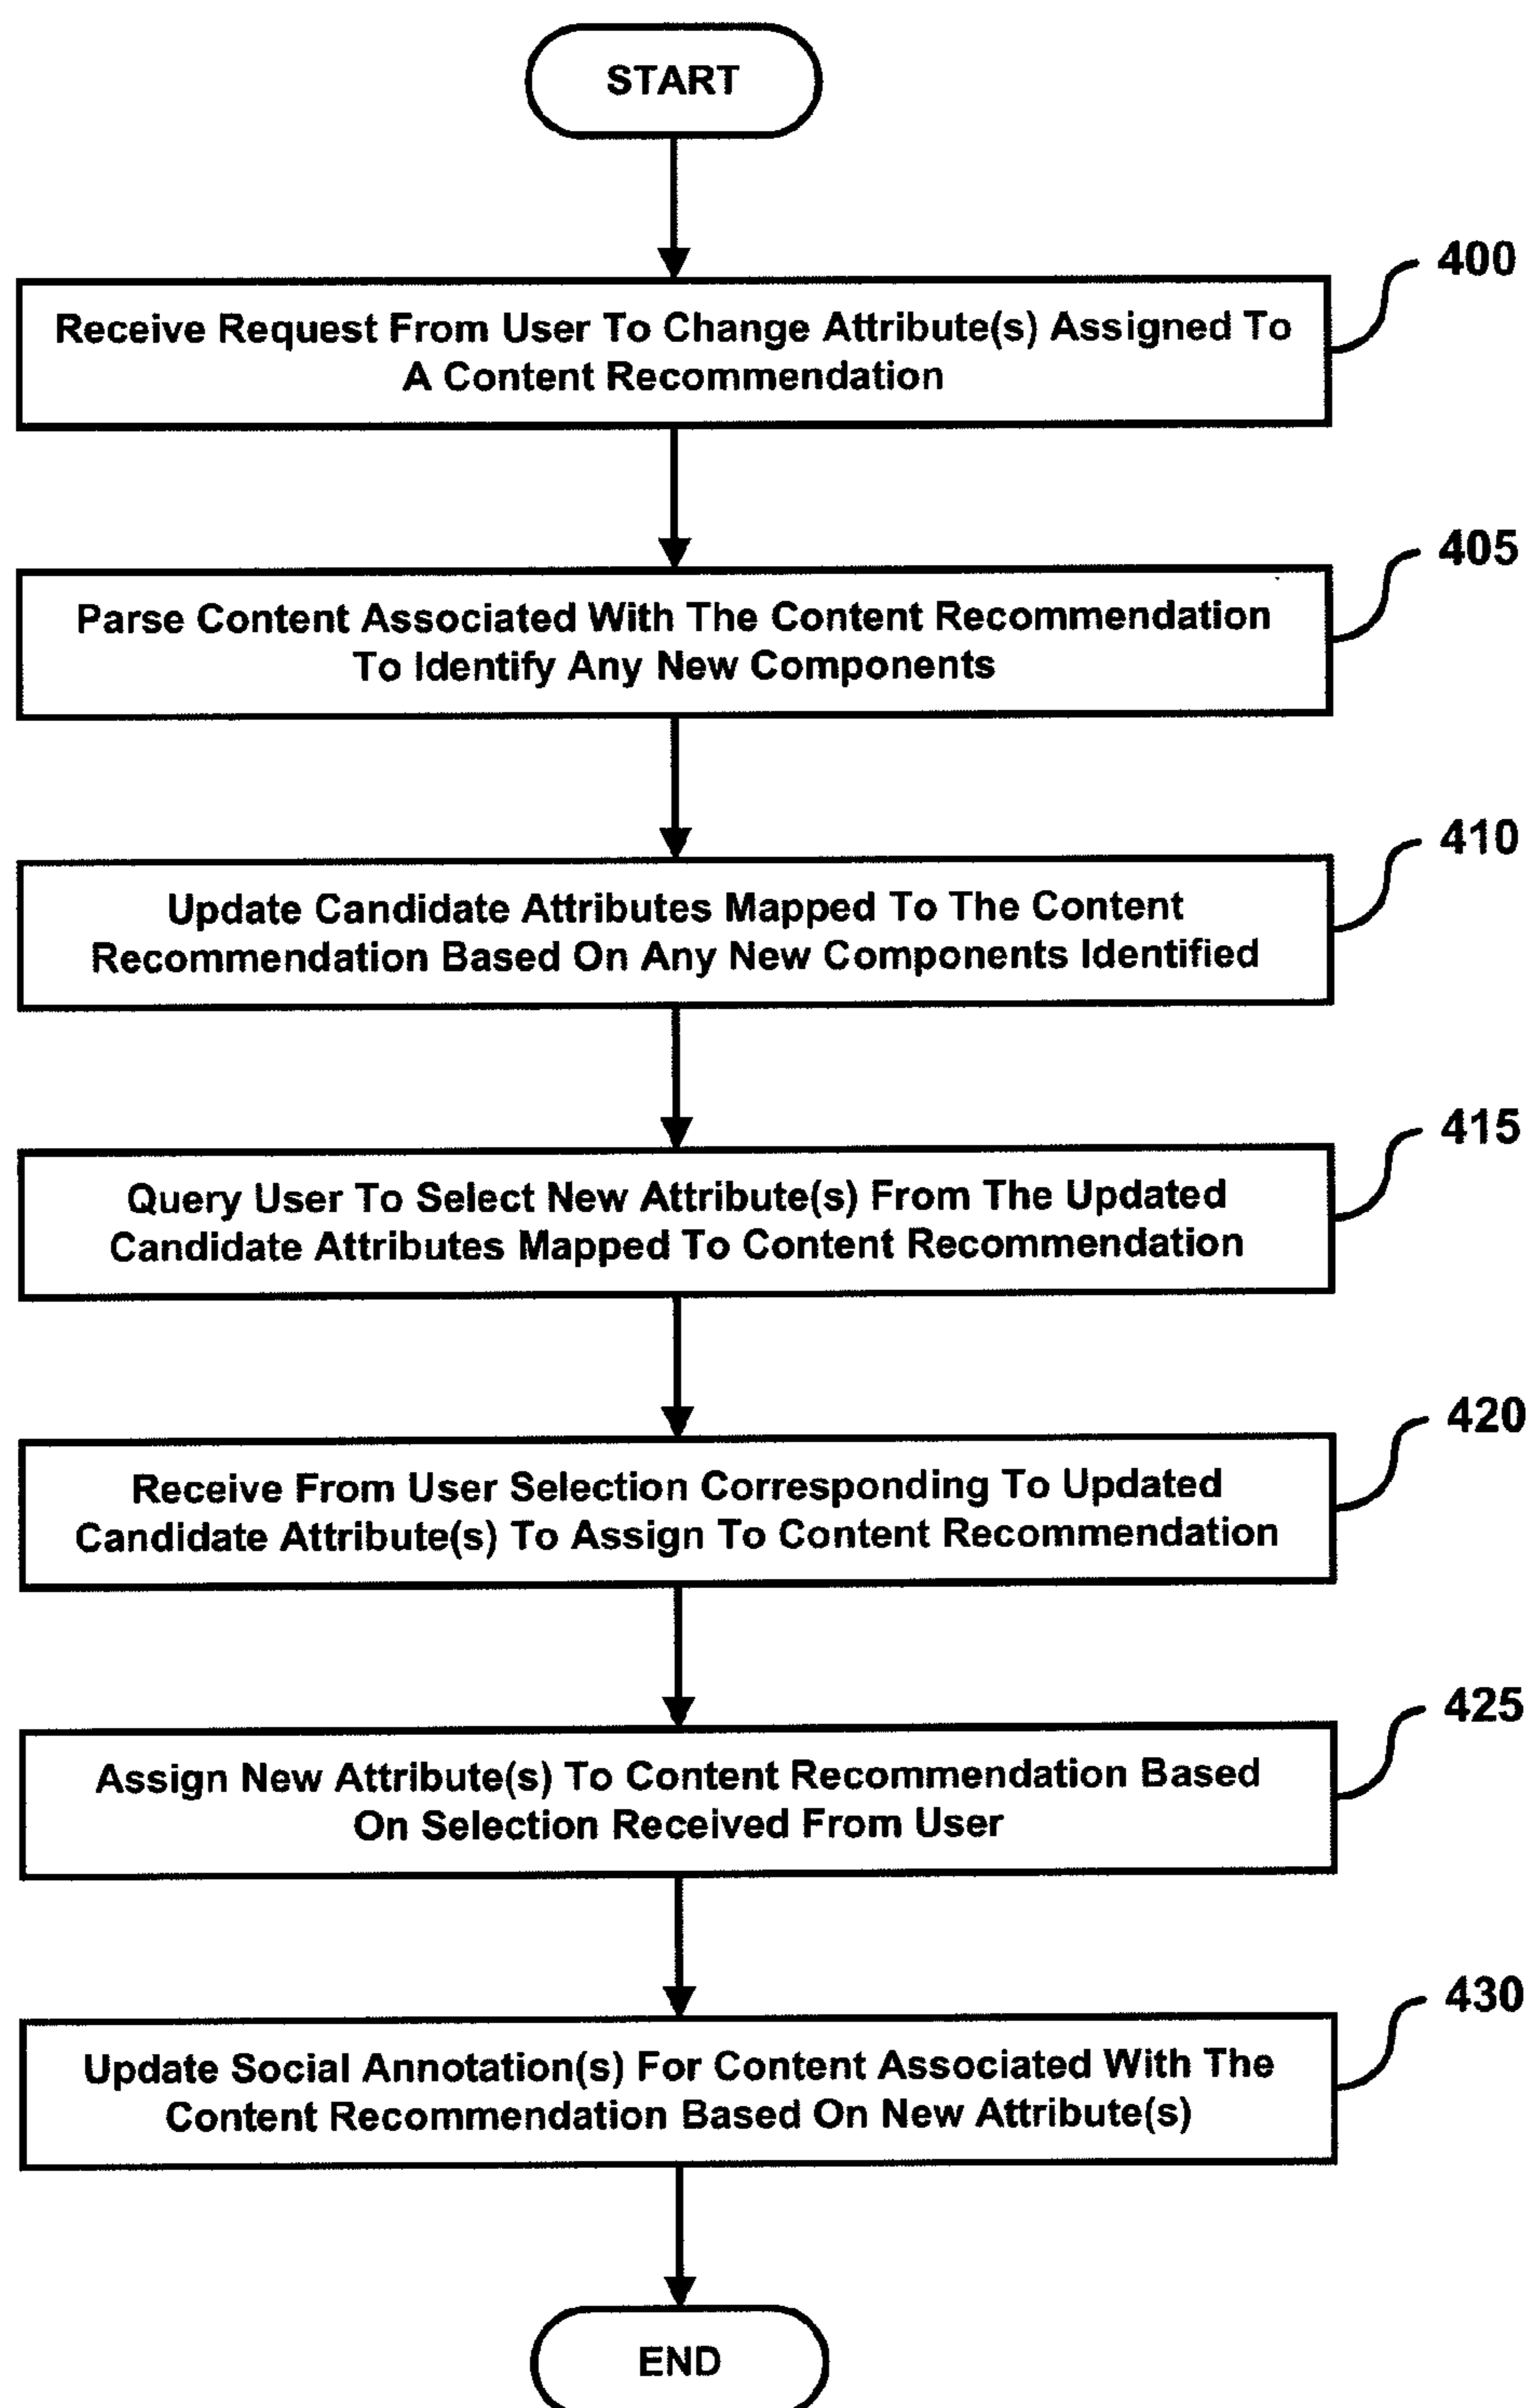 START
400
Receive Request From User To Change Attribute(s) Assigned To
A Content Recommendation
405
Parse Content Associated With The Content Recommendation
To Identify Any New Components
410
Update Candidate Attributes Mapped To The Content
Recommendation Based On Any New Components Identified
415
Query User To Select New Attribute(s) From The Updated
Candidate Attributes Mapped To Content Recommendation
420
Receive From User Selection Corresponding To Updated
Candidate Attribute(s) To Assign To Content Recommendation
425
Assign New Attribute(s) To Content Recommendation Based
On Selection Received From User
430
Update Social Annotation(s) For Content Associated With The
Content Recommendation Based On New Attribute(s)
END